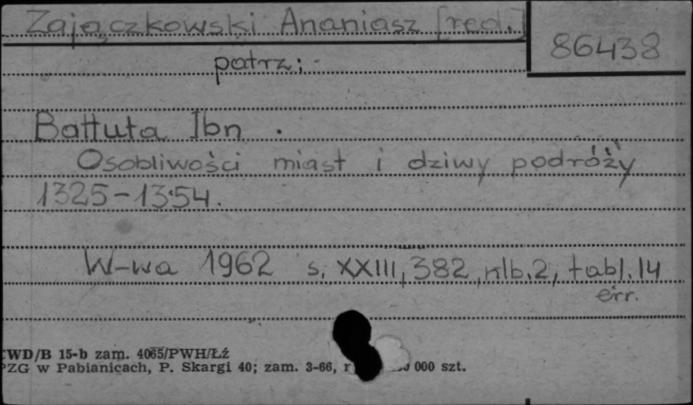 Zajączkowski Ananiasz [red.]
86438
patrz:
Battuta Ibn.
Osobliwości miast i dziwy podróży
1325-1354.
W-wa 1962 s. XXIII, 382, nlb. 2, tabl. 14
err.
WD/B 15-b zam. 4065/PWH/Łź
PZG w Pabianicach, P. Skargi 40; zam. 3-66, 000 szt.